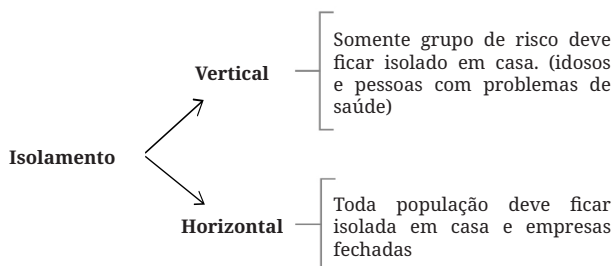 Isolamento
Vertical
Somente grupo de risco deve
ficar isolado em casa. (idosos
e pessoas com problemas de
saúde)
Horizontal
Toda população deve ficar
isolada em casa e empresas
fechadas